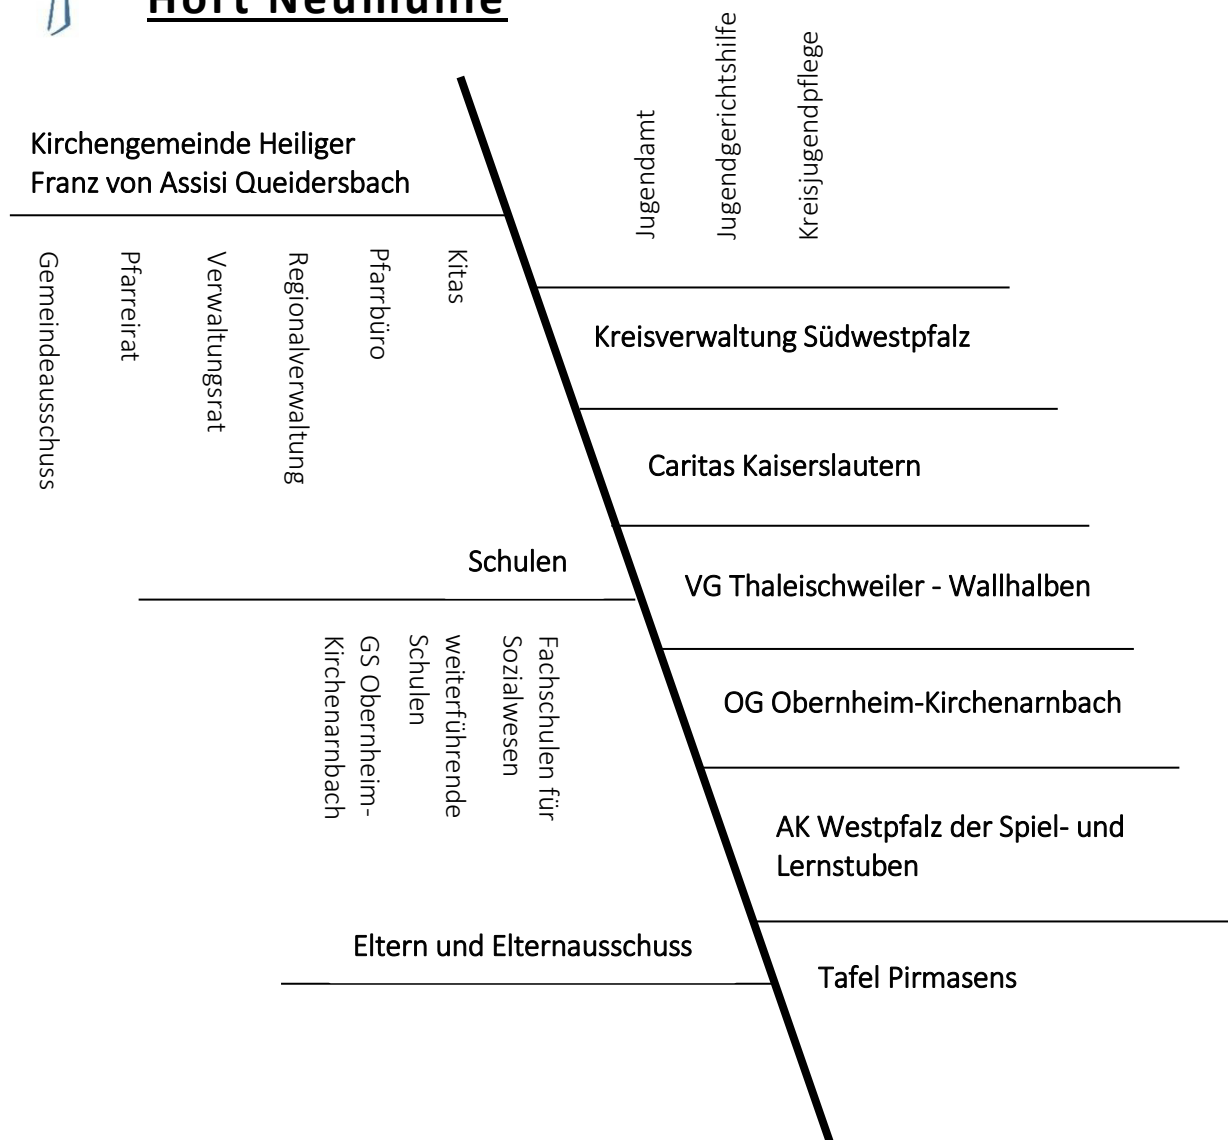 Hort Neumühle
Kirchengemeinde Heiliger
Franz von Assisi Queidersbach
Gemeindeausschuss
Pfarreirat
Verwaltungsrat
Regionalverwaltung
Pfarrbüro
Kitas
Schulen
GS Obernheim-
Kirchenarnbach
weiterführende
Schulen
Fachschulen für
Sozialwesen
Eltern und Elternausschuss
Jugendamt
Jugendgerichtshilfe
Kreisjugendpflege
Kreisverwaltung Südwestpfalz
Caritas Kaiserslautern
VG Thaleischweiler - Wallhalben
OG Obernheim-Kirchenarnbach
AK Westpfalz der Spiel- und
Lernstuben
Tafel Pirmasens